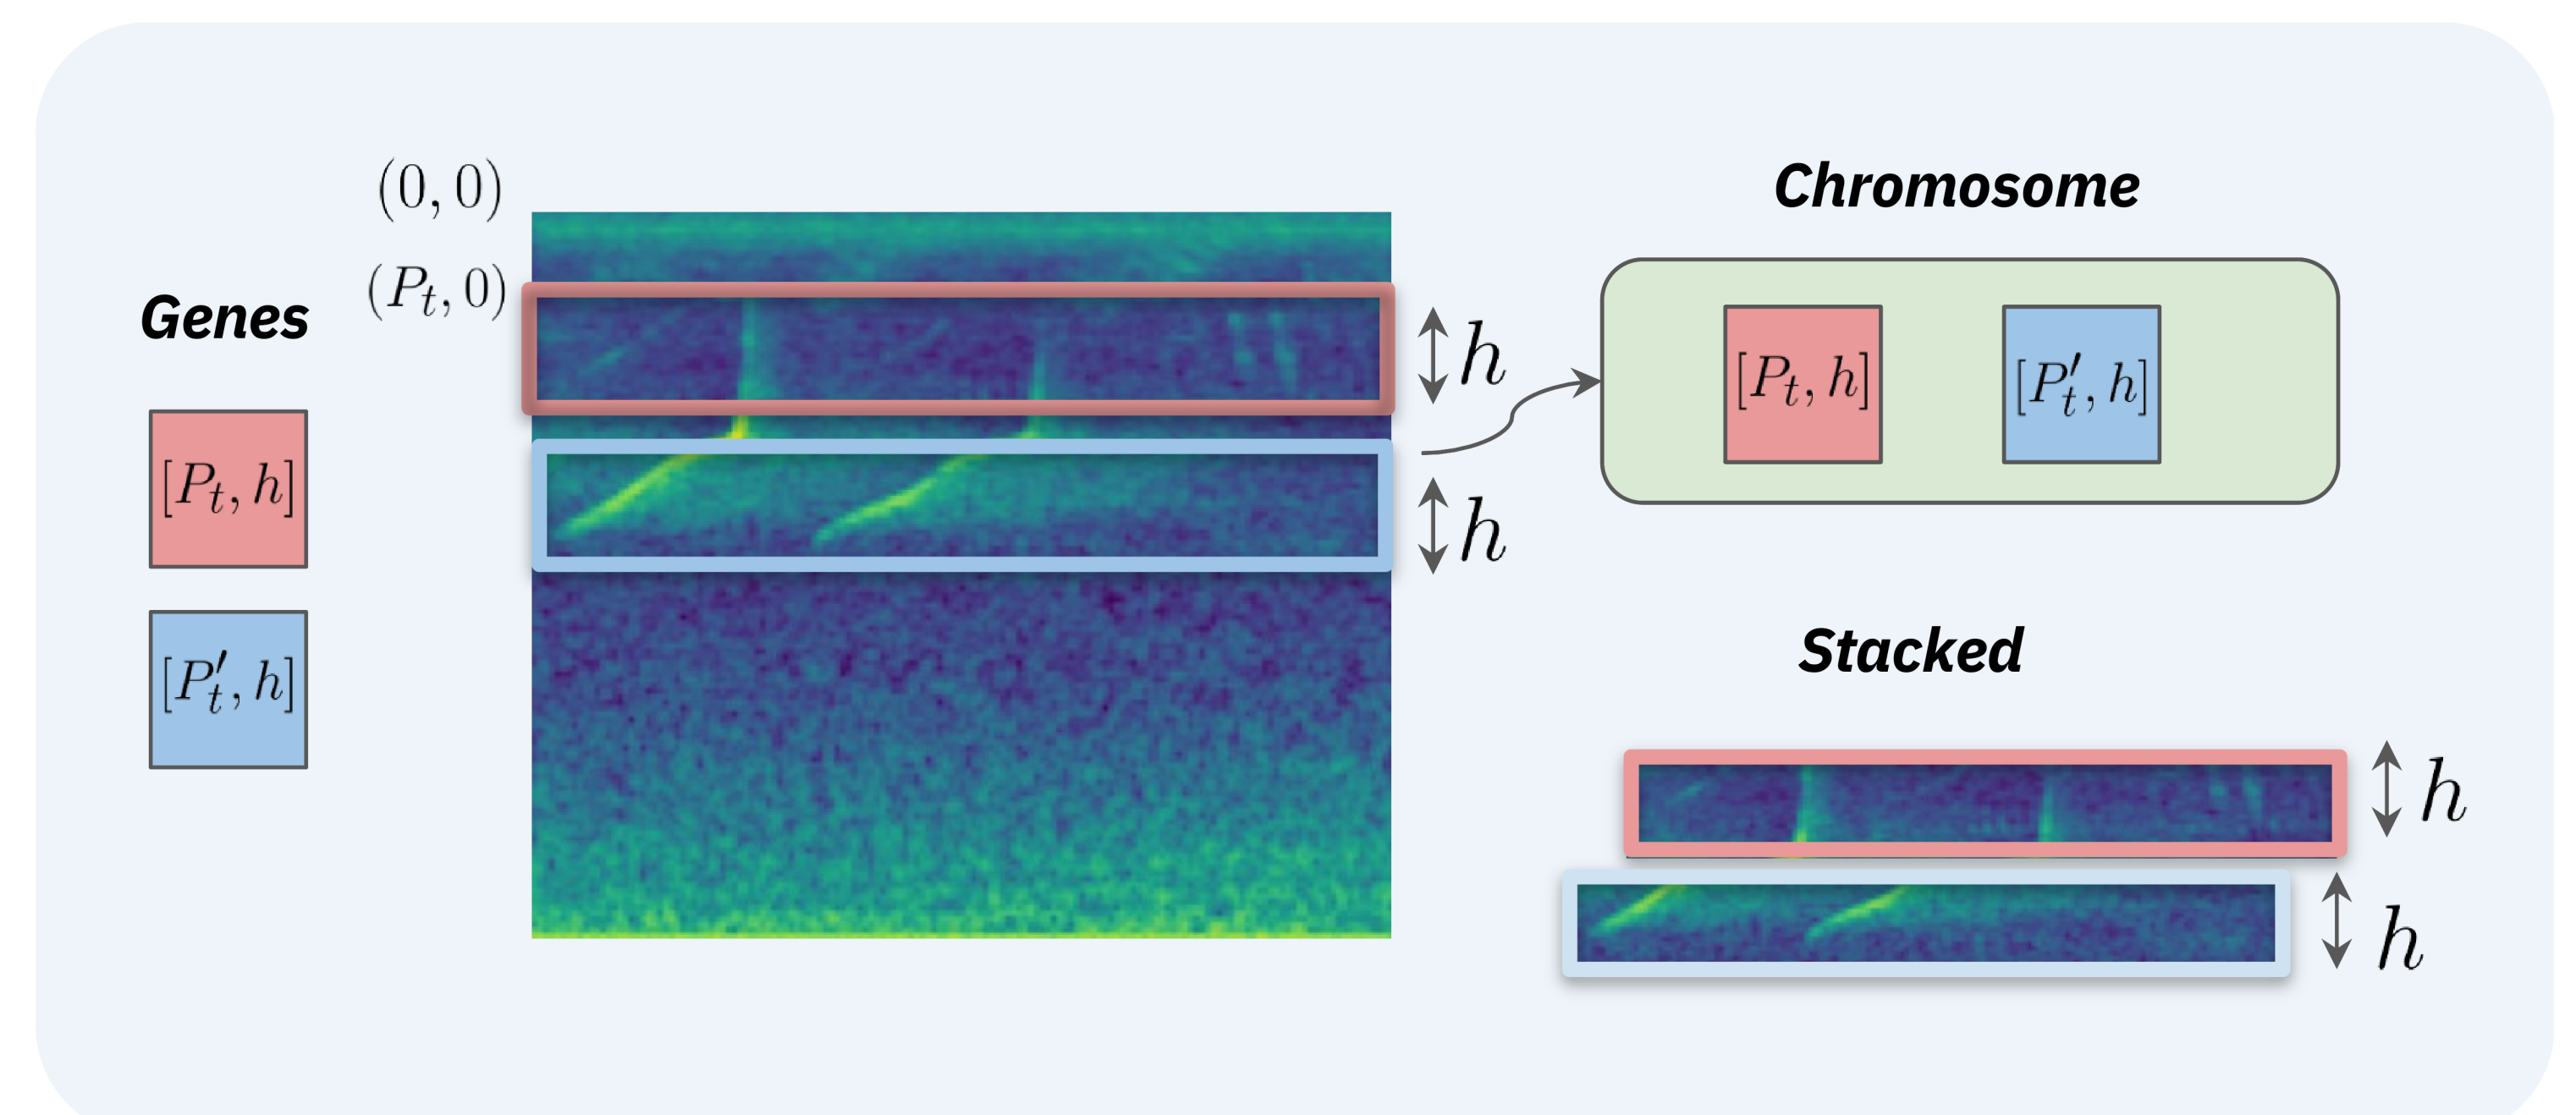 Genes
[P_t, h]
[P'_t, h]
(0, 0)
(P_t, 0)
h
h
Chromosome
[P_t, h] [P'_t, h]
Stacked
h
h